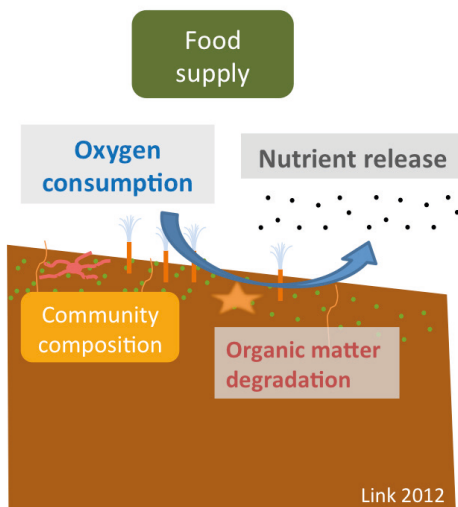 Food
supply
Oxygen
consumption
Nutrient release
Community
composition
Organic matter
degradation
Link 2012